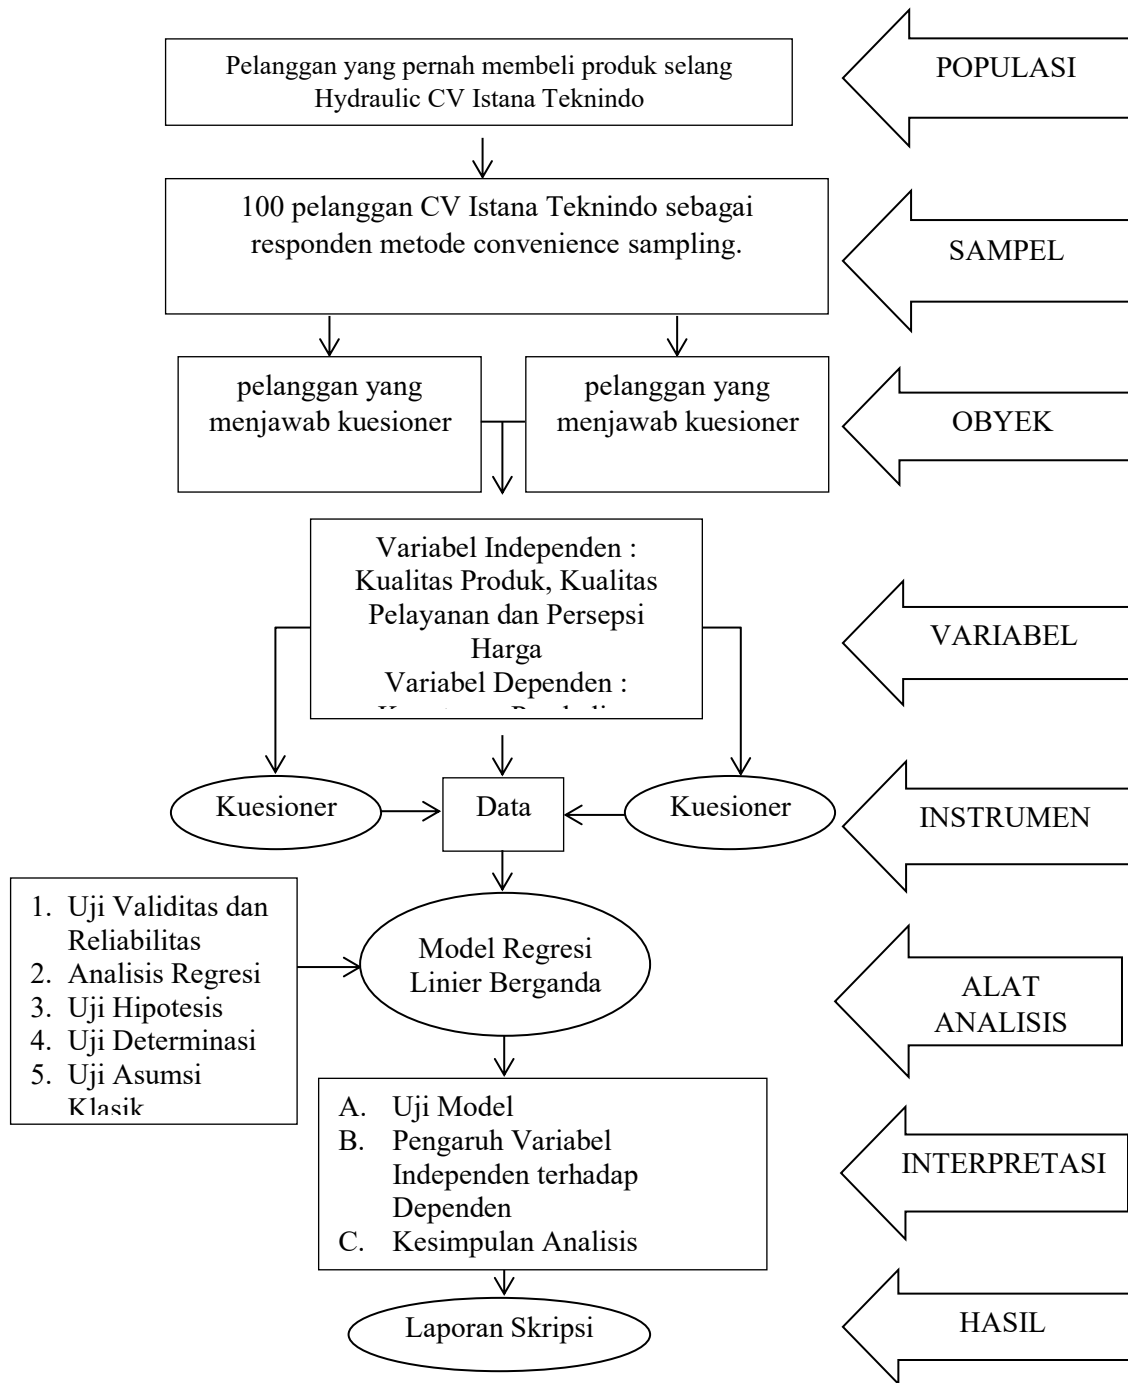 Pelanggan yang pernah membeli produk selang
Hydraulic CV Istana Teknindo
POPULASI
100 pelanggan CV Istana Teknindo sebagai
responden metode convenience sampling.
SAMPEL
pelanggan yang
menjawab kuesioner
pelanggan yang
menjawab kuesioner
OBYEK
Variabel Independen :
Kualitas Produk, Kualitas
Pelayanan dan Persepsi
Harga
Variabel Dependen :
VARIABEL
Kuesioner
Data
Kuesioner
INSTRUMEN
1. Uji Validitas dan
Reliabilitas
2. Analisis Regresi
3. Uji Hipotesis
4. Uji Determinasi
5. Uji Asumsi
Klasik
Model Regresi
Linier Berganda
ALAT
ANALISIS
A. Uji Model
B. Pengaruh Variabel
Independen terhadap
Dependen
C. Kesimpulan Analisis
INTERPRETASI
Laporan Skripsi
HASIL